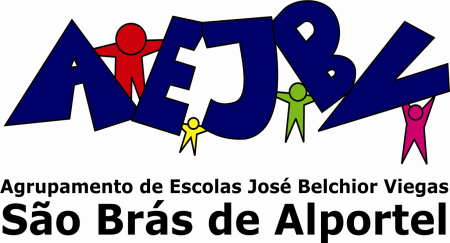 AEJBV
Agrupamento de Escolas José Belchior Viegas
São Brás de Alportel